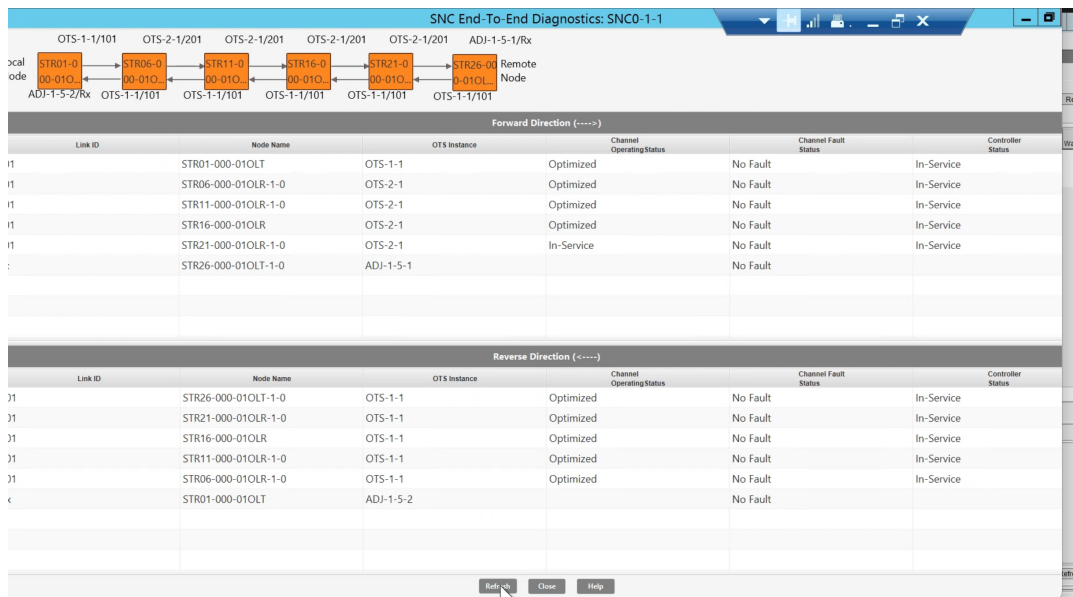 SNC End-To-End Diagnostics: SNC0-1-1
OTS-1-1/101 OTS-2-1/201 OTS-2-1/201 OTS-2-1/201 OTS-2-1/201 ADJ-1-5-1/Rx
ocal STR01-0 STR06-0 STR11-0 STR16-0 STR21-0 STR26-00 Remote
ode 00-01O... 00-01O... 00-01O... 00-01O... 00-01O... 0-01OL... Node
ADJ-1-5-2/Rx OTS-1-1/101 OTS-1-1/101 OTS-1-1/101 OTS-1-1/101 OTS-1-1/101
Forward Direction (---->)
Link ID Node Name OTS Instance Channel Operating Status Channel Fault Status Controller Status
01 STR01-000-01OLT OTS-1-1 Optimized No Fault In-Service
01 STR06-000-01OLR-1-0 OTS-2-1 Optimized No Fault In-Service
01 STR11-000-01OLR-1-0 OTS-2-1 Optimized No Fault In-Service
01 STR16-000-01OLR OTS-2-1 Optimized No Fault In-Service
01 STR21-000-01OLR-1-0 OTS-2-1 In-Service No Fault In-Service
STR26-000-01OLT-1-0 ADJ-1-5-1 No Fault
Reverse Direction (<----)
Link ID Node Name OTS Instance Channel Operating Status Channel Fault Status Controller Status
01 STR26-000-01OLT-1-0 OTS-1-1 Optimized No Fault In-Service
01 STR21-000-01OLR-1-0 OTS-1-1 Optimized No Fault In-Service
01 STR16-000-01OLR OTS-1-1 Optimized No Fault In-Service
01 STR11-000-01OLR-1-0 OTS-1-1 Optimized No Fault In-Service
01 STR06-000-01OLR-1-0 OTS-1-1 Optimized No Fault In-Service
STR01-000-01OLT ADJ-1-5-2 No Fault
Refresh Close Help